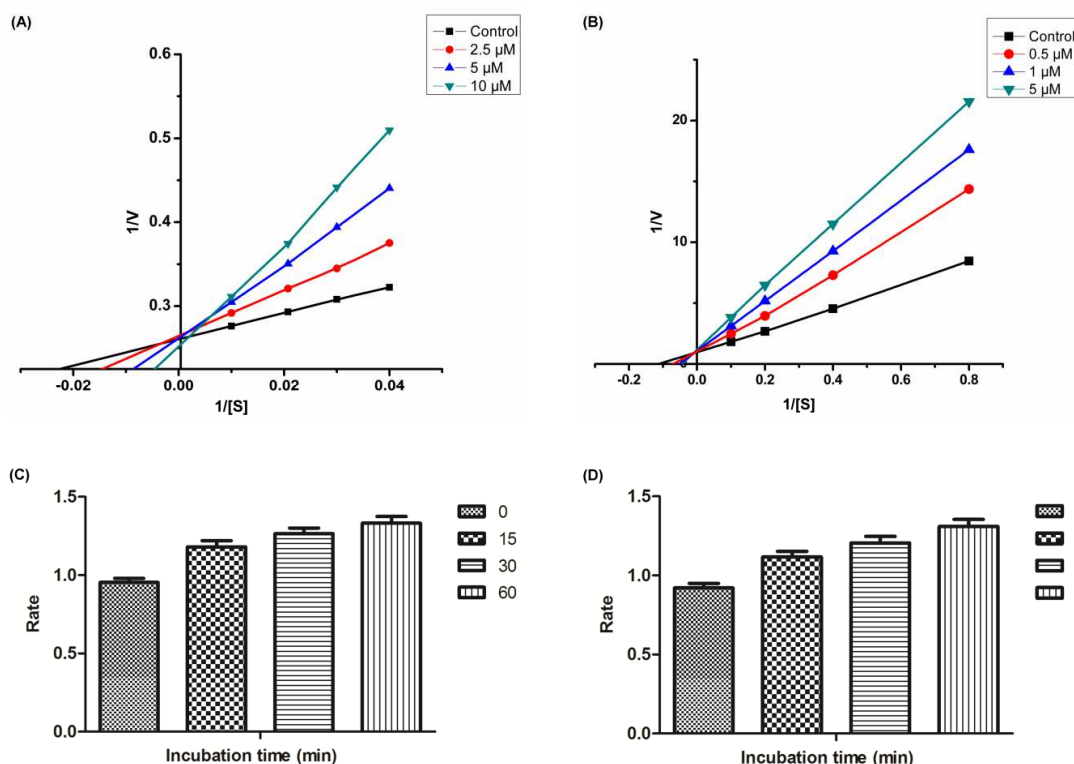 (A)
Control
2.5 µM
5 µM
10 µM
0.6
0.5
0.4
0.3
1/V
-0.02
0.00
0.02
0.04
1/[S]
(B)
Control
0.5 µM
1 µM
5 µM
20
10
0
1/V
-0.2
0.0
0.2
0.4
0.6
0.8
1/[S]
(C)
1.5
1.0
0.5
0.0
Rate
0
15
30
60
Incubation time (min)
(D)
1.5
1.0
0.5
0.0
Rate
Incubation time (min)